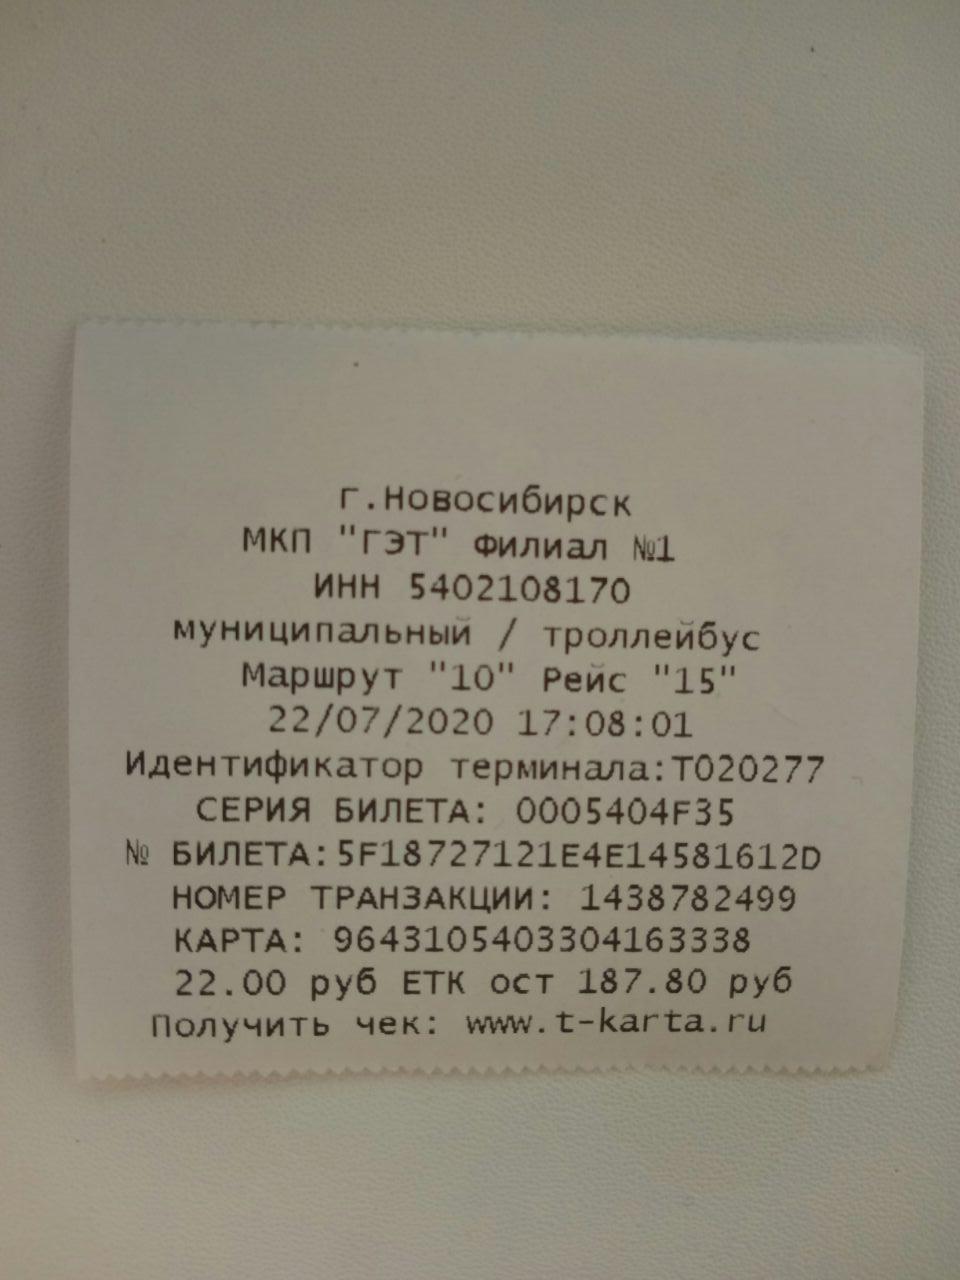 г.Новосибирск
МКП "ГЭТ" Филиал №1
ИНН 5402108170
муниципальный / троллейбус
Маршрут "10" Рейс "15"
22/07/2020 17:08:01
Идентификатор терминала:T020277
СЕРИЯ БИЛЕТА: 0005404F35
№ БИЛЕТА:5F18727121E4E14581612D
НОМЕР ТРАНЗАКЦИИ: 1438782499
КАРТА: 9643105403304163338
22.00 руб ЕТК ост 187.80 руб
Получить чек: www.t-karta.ru